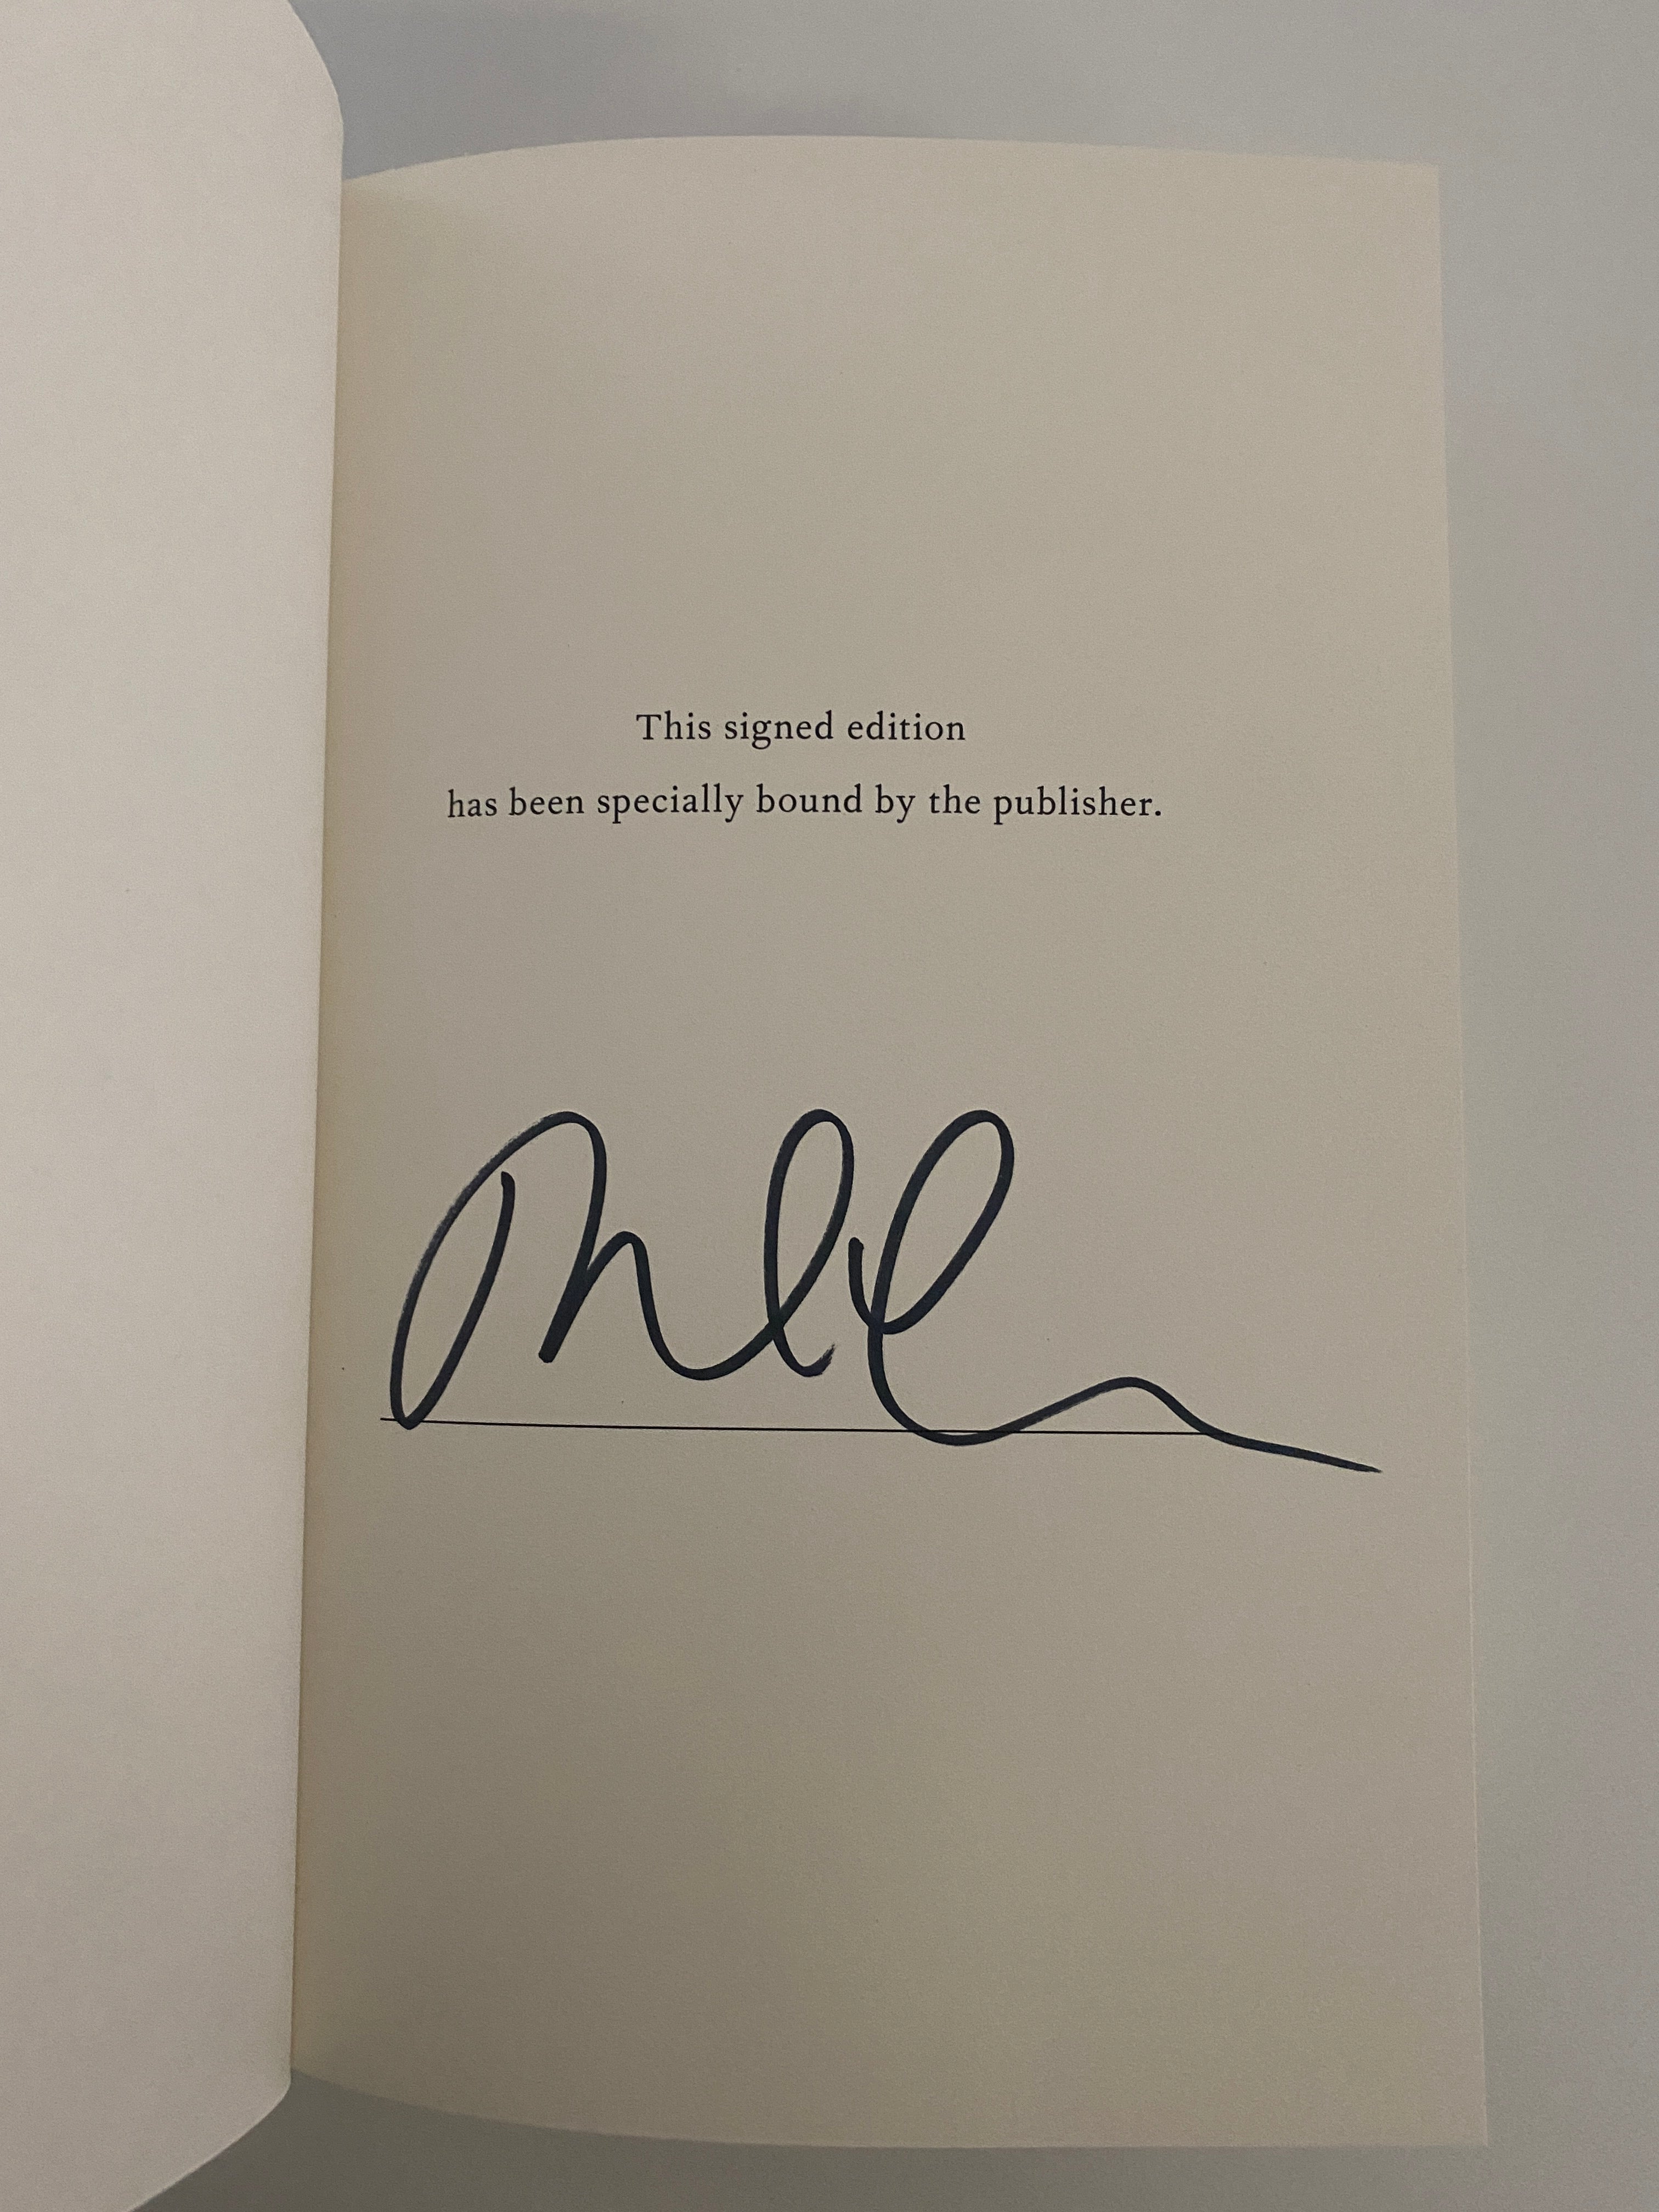 This signed edition
has been specially bound by the publisher.